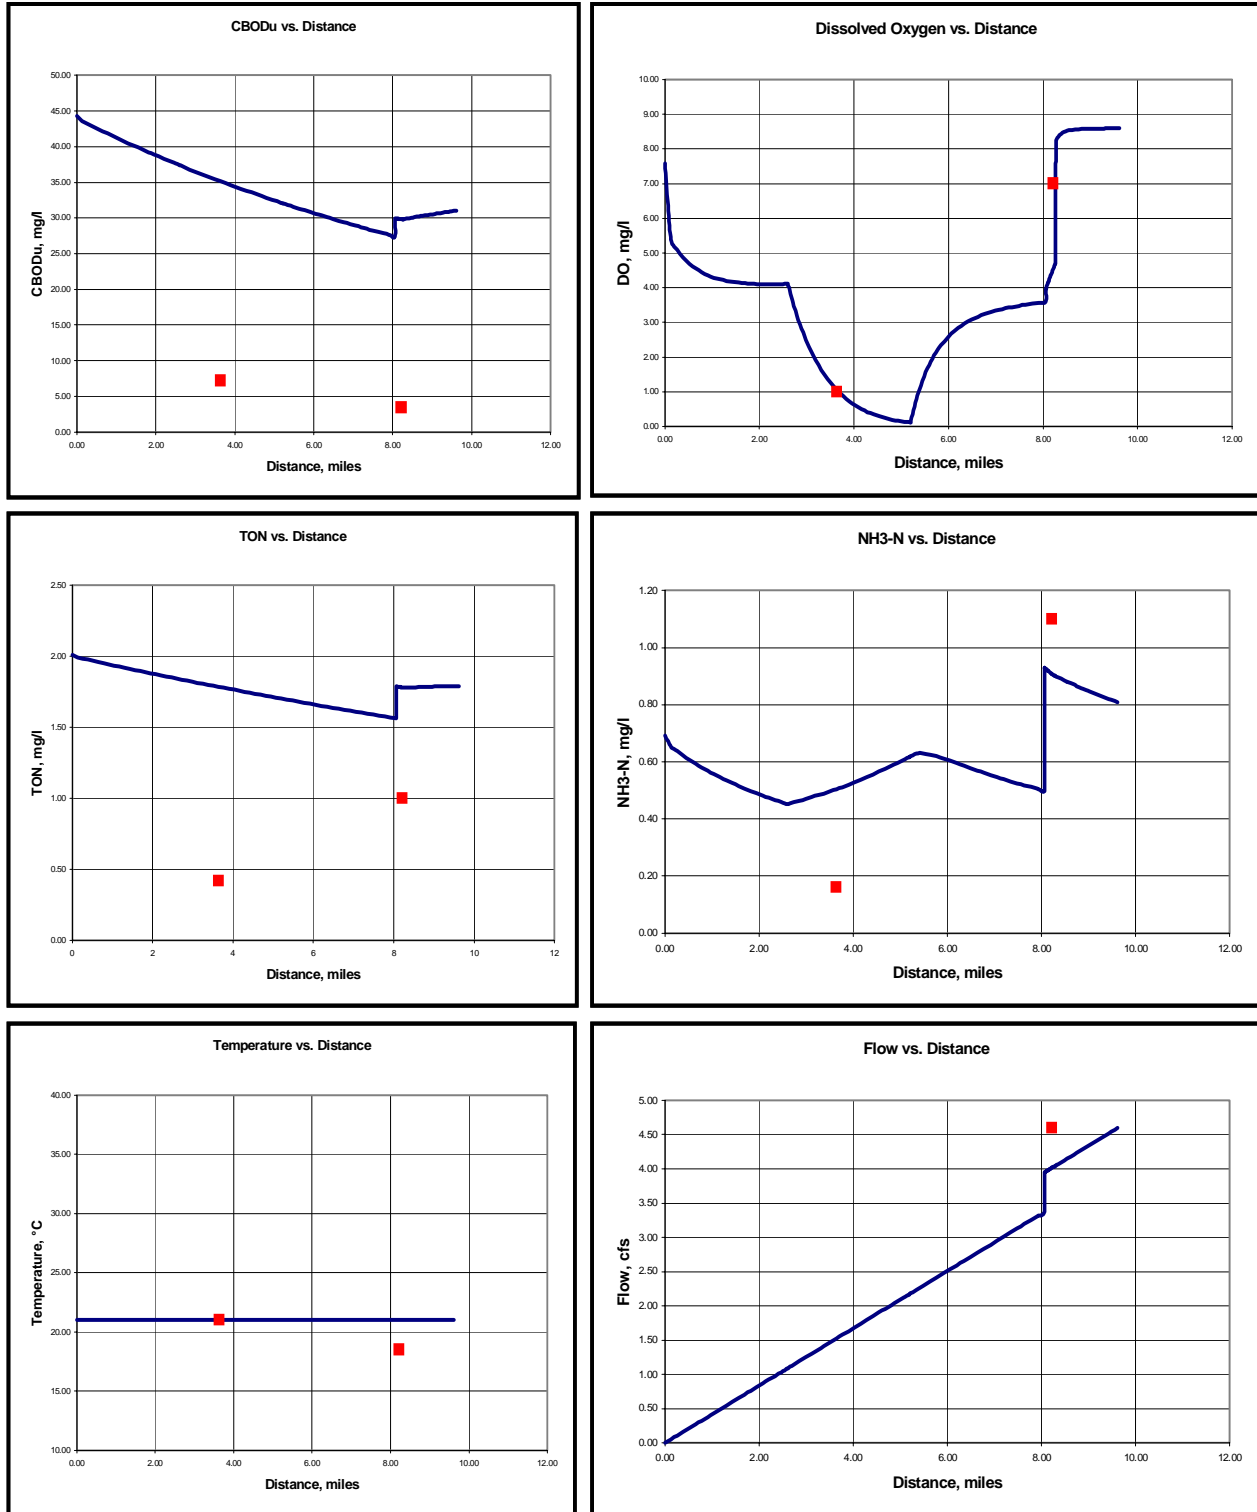 CBODu vs. Distance
50.00
45.00
40.00
35.00
30.00
25.00
20.00
15.00
10.00
5.00
0.00
CBODu, mg/l
0.00 2.00 4.00 6.00 8.00 10.00 12.00
Distance, miles
Dissolved Oxygen vs. Distance
10.00
9.00
8.00
7.00
6.00
5.00
4.00
3.00
2.00
1.00
0.00
DO, mg/l
0.00 2.00 4.00 6.00 8.00 10.00 12.00
Distance, miles
TON vs. Distance
2.50
2.00
1.50
1.00
0.50
0.00
TON, mg/l
0 2 4 6 8 10 12
Distance, miles
NH3-N vs. Distance
1.20
1.00
0.80
0.60
0.40
0.20
0.00
NH3-N, mg/l
0.00 2.00 4.00 6.00 8.00 10.00 12.00
Distance, miles
Temperature vs. Distance
40.00
35.00
30.00
25.00
20.00
15.00
10.00
Temperature, °C
0.00 2.00 4.00 6.00 8.00 10.00 12.00
Distance, miles
Flow vs. Distance
5.00
4.50
4.00
3.50
3.00
2.50
2.00
1.50
1.00
0.50
0.00
Flow, cfs
0.00 2.00 4.00 6.00 8.00 10.00 12.00
Distance, miles